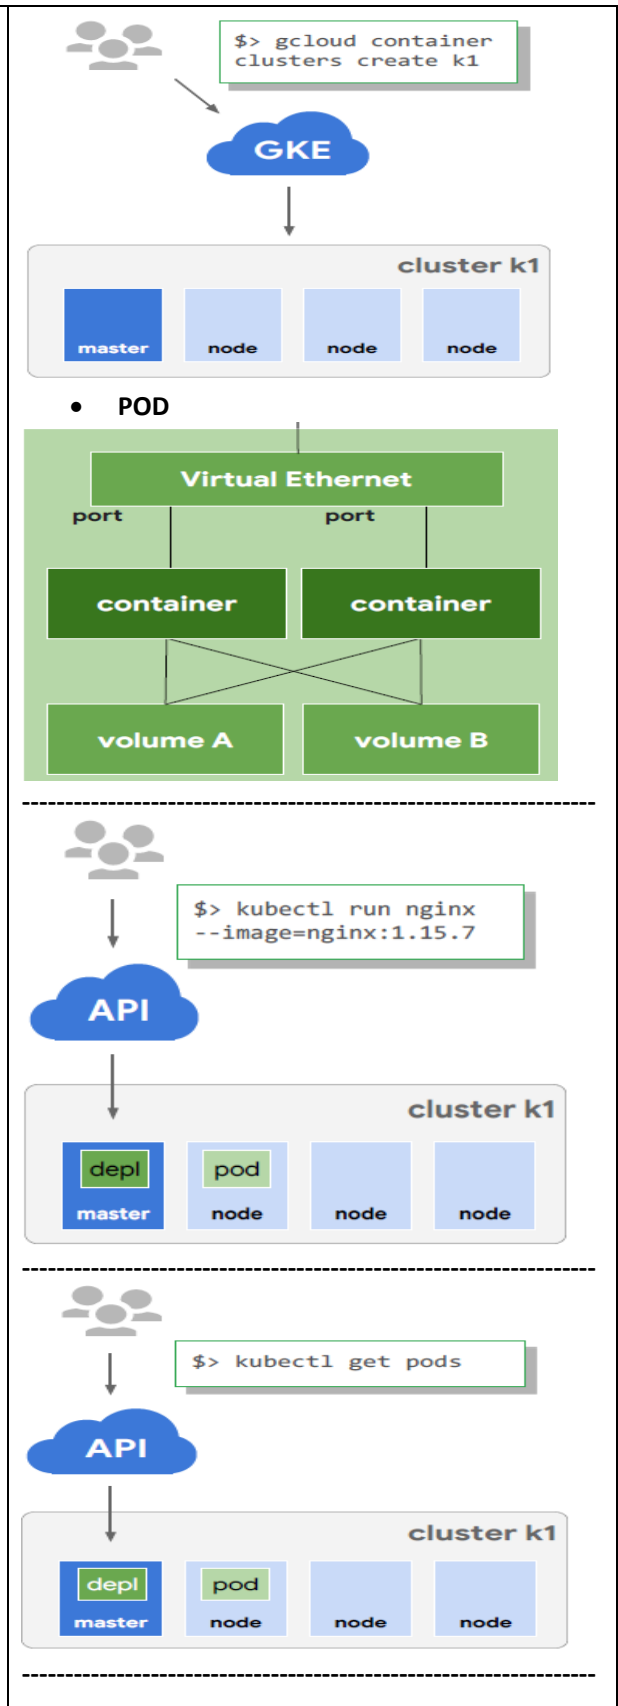 $> gcloud container
clusters create k1
GKE
cluster k1
master node node node
• POD
Virtual Ethernet
port port
container container
volume A volume B
---------------------------------------------------------------
$> kubectl run nginx
--image=nginx:1.15.7
API
cluster k1
depl pod
master node node node
---------------------------------------------------------------
$> kubectl get pods
API
cluster k1
depl pod
master node node node
---------------------------------------------------------------